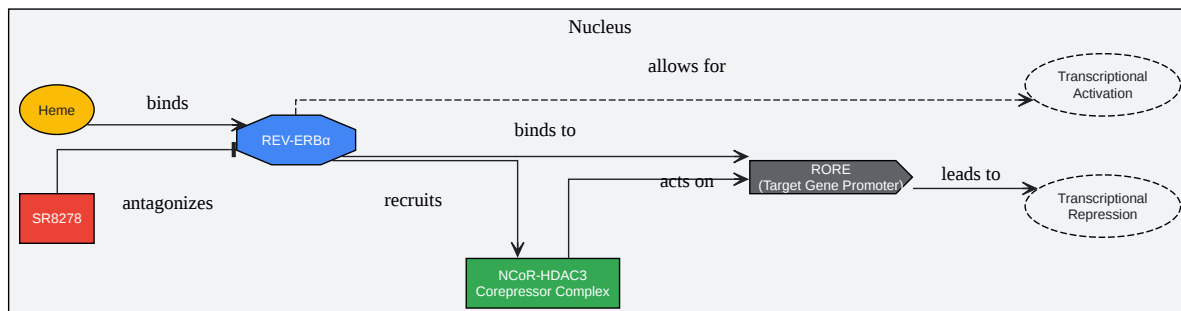 Nucleus
allows for
Transcriptional
Activation
Heme
binds
REV-ERBα
binds to
RORE
(Target Gene Promoter)
acts on
leads to
Transcriptional
Repression
SR8278
antagonizes
recruits
NCoR-HDAC3
Corepressor Complex